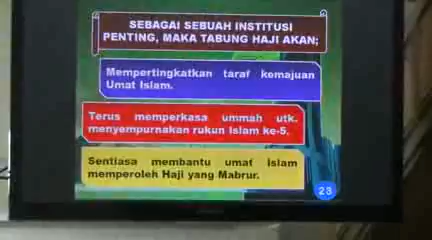 SEBAGAI SEBUAH INSTITUSI
PENTING, MAKA TABUNG HAJI AKAN;
Mempertingkatkan taraf kemajuan
Umat Islam.
Terus memperkasa ummah utk.
menyempurnakan rukun Islam ke-5.
Sentiasa membantu umat Islam
memperoleh Haji yang Mabrur.
23